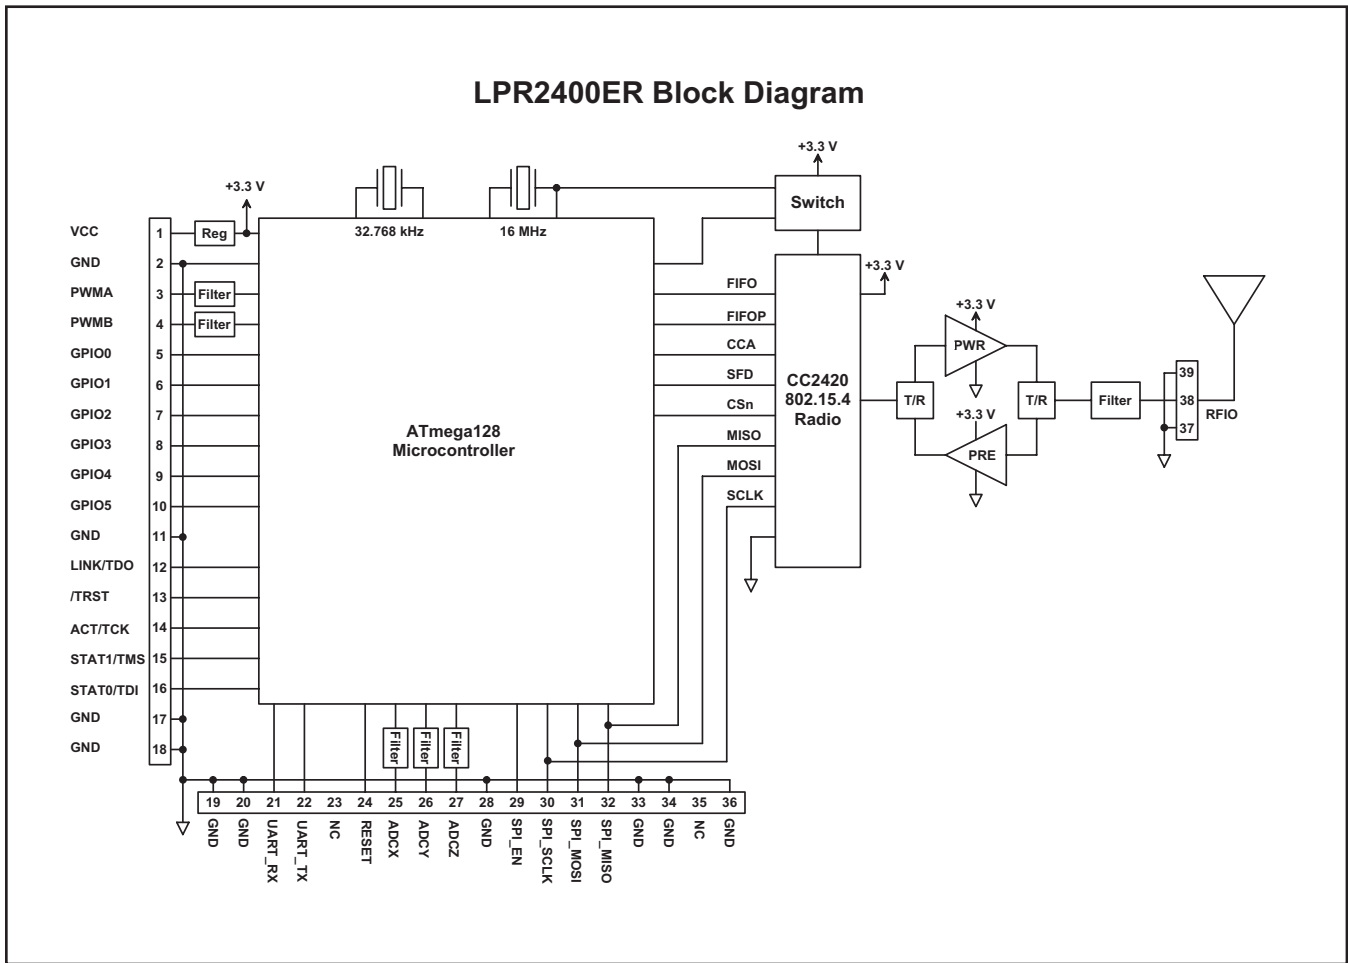 LPR2400ER Block Diagram
+3.3 V
+3.3 V
Switch
32.768 kHz
16 MHz
VCC 1 Reg
GND 2
PWMA 3 Filter
PWMB 4 Filter
GPIO0 5
GPIO1 6
GPIO2 7
GPIO3 8
GPIO4 9
GPIO5 10
GND 11
LINK/TDO 12
/TRST 13
ACT/TCK 14
STAT1/TMS 15
STAT0/TDI 16
GND 17
GND 18
ATmega128
Microcontroller
FIFO
FIFOP
CCA
SFD
CSn
MISO
MOSI
SCLK
+3.3 V
CC2420
802.15.4
Radio
T/R
+3.3 V
PWR
+3.3 V
PRE
T/R
Filter
39
38
37
RFIO
Filter
Filter
Filter
19 20 21 22 23 24 25 26 27 28 29 30 31 32 33 34 35 36
GND
GND
UART_RX
UART_TX
NC
RESET
ADCX
ADCY
ADCZ
GND
SPI_EN
SPI_SCLK
SPI_MOSI
SPI_MISO
GND
GND
NC
GND